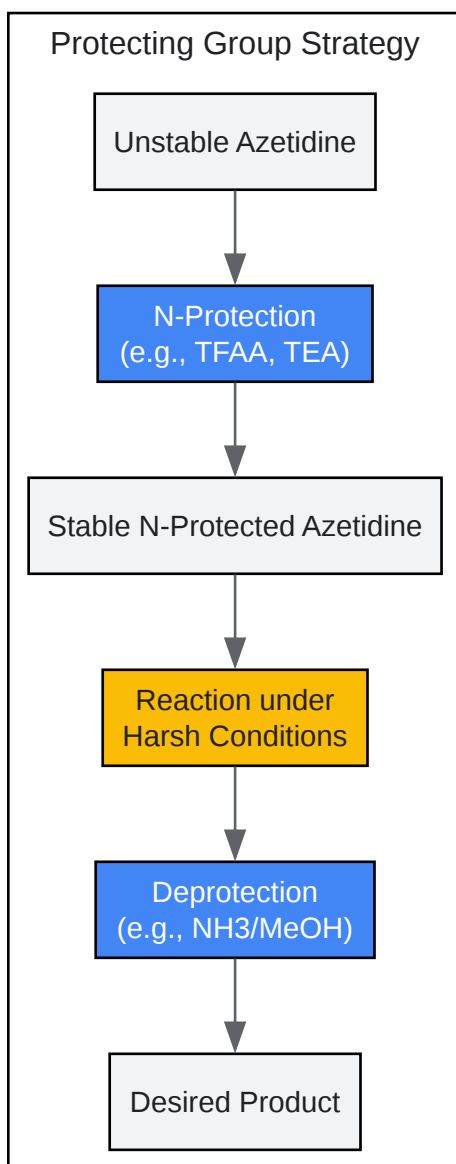 Protecting Group Strategy
Unstable Azetidine
N-Protection
(e.g., TFAA, TEA)
Stable N-Protected Azetidine
Reaction under
Harsh Conditions
Deprotection
(e.g., NH3/MeOH)
Desired Product